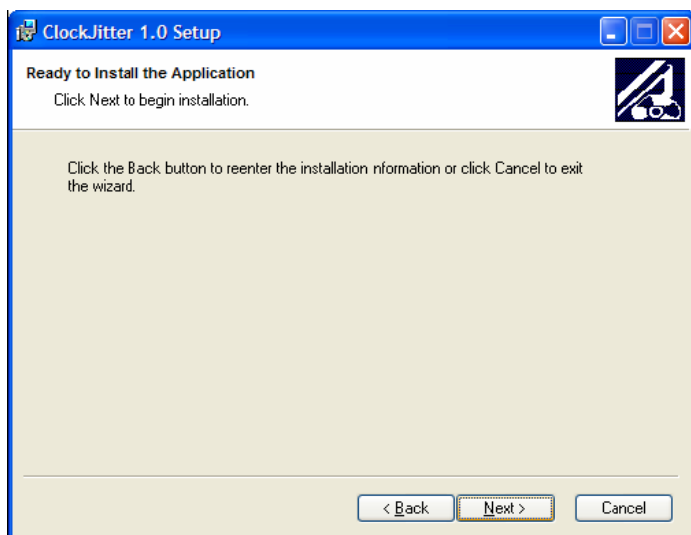 ClockJitter 1.0 Setup
Ready to Install the Application
Click Next to begin installation.
Click the Back button to reenter the installation nformation or click Cancel to exit
the wizard.
< Back
Next >
Cancel